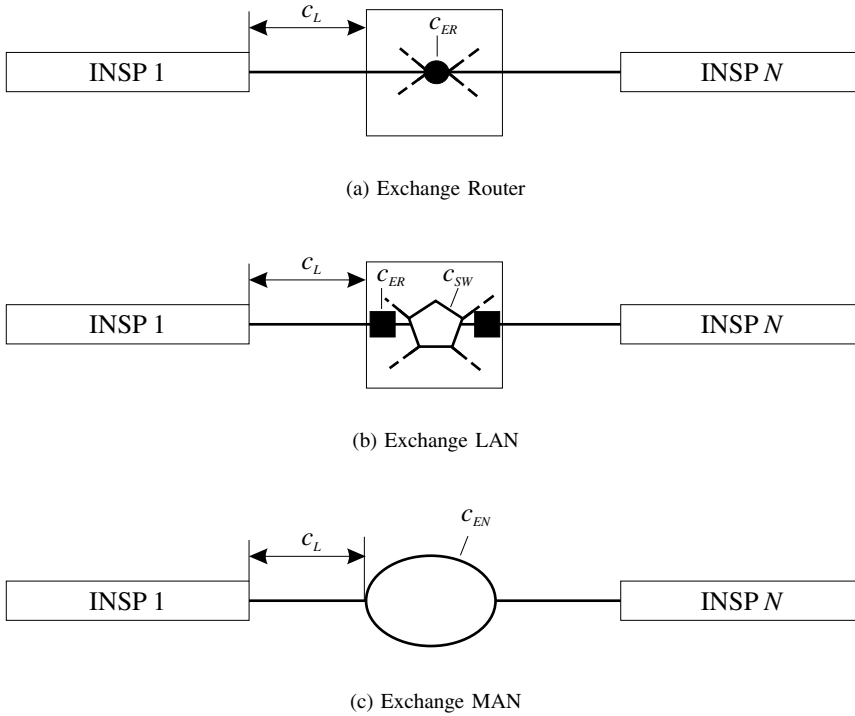 c_L
c_ER
INSP 1
INSP N
(a) Exchange Router
c_L
c_ER
c_SW
INSP 1
INSP N
(b) Exchange LAN
c_EN
c_L
INSP 1
INSP N
(c) Exchange MAN